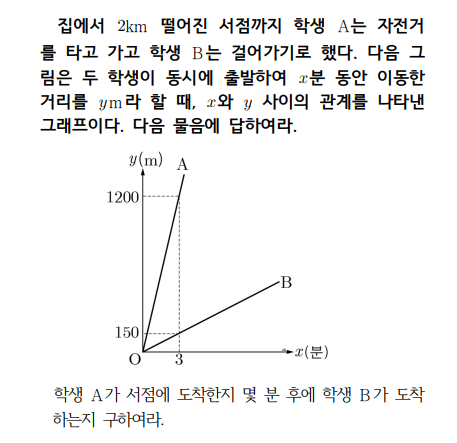 집에서 2km 떨어진 서점까지 학생 A는 자전거
를 타고 가고 학생 B는 걸어가기로 했다. 다음 그
림은 두 학생이 동시에 출발하여 x분 동안 이동한
거리를 ym라 할 때, x와 y 사이의 관계를 나타낸
그래프이다. 다음 물음에 답하여라.
y(m) A
1200
B
150
O 3 x(분)
학생 A가 서점에 도착한지 몇 분 후에 학생 B가 도착
하는지 구하여라.